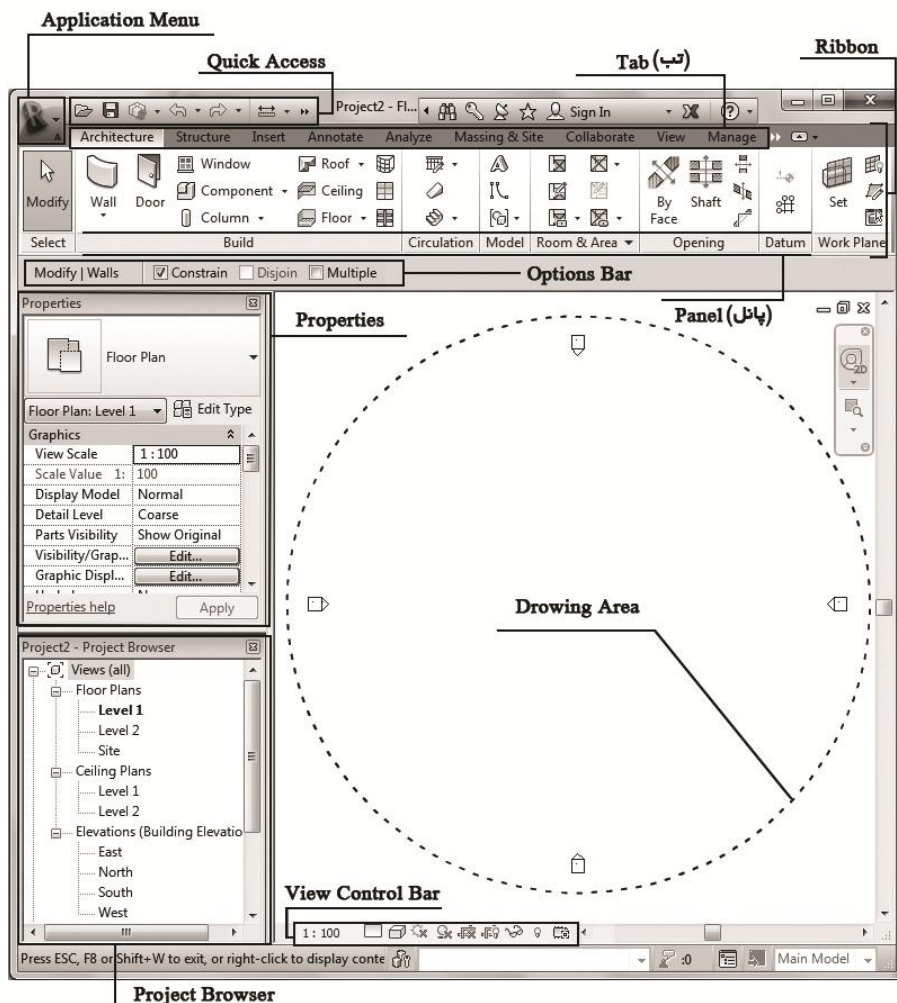 Application Menu
Quick Access
Tab (تب)
Ribbon
Project2 - Fl...
Sign In
Architecture Structure Insert Annotate Analyze Massing & Site Collaborate View Manage
Modify
Wall
Door
Window
Component
Column
Roof
Ceiling
Floor
By Face
Shaft
Set
Select Build Circulation Model Room & Area Opening Datum Work Plane
Modify | Walls Constrain Disjoin Multiple
Options Bar
Panel (پانل)
Properties
Properties
Floor Plan
Floor Plan: Level 1 Edit Type
Graphics
View Scale 1 : 100
Scale Value 1: 100
Display Model Normal
Detail Level Coarse
Parts Visibility Show Original
Visibility/Grap... Edit...
Graphic Displ... Edit...
Properties help Apply
2D
Drowing Area
Project2 - Project Browser
Views (all)
Floor Plans
Level 1
Level 2
Site
Ceiling Plans
Level 1
Level 2
Elevations (Building Elevatio
East
North
South
West
View Control Bar
1 : 100
Press ESC, F8 or Shift+W to exit, or right-click to display conte
:0
Main Model
Project Browser